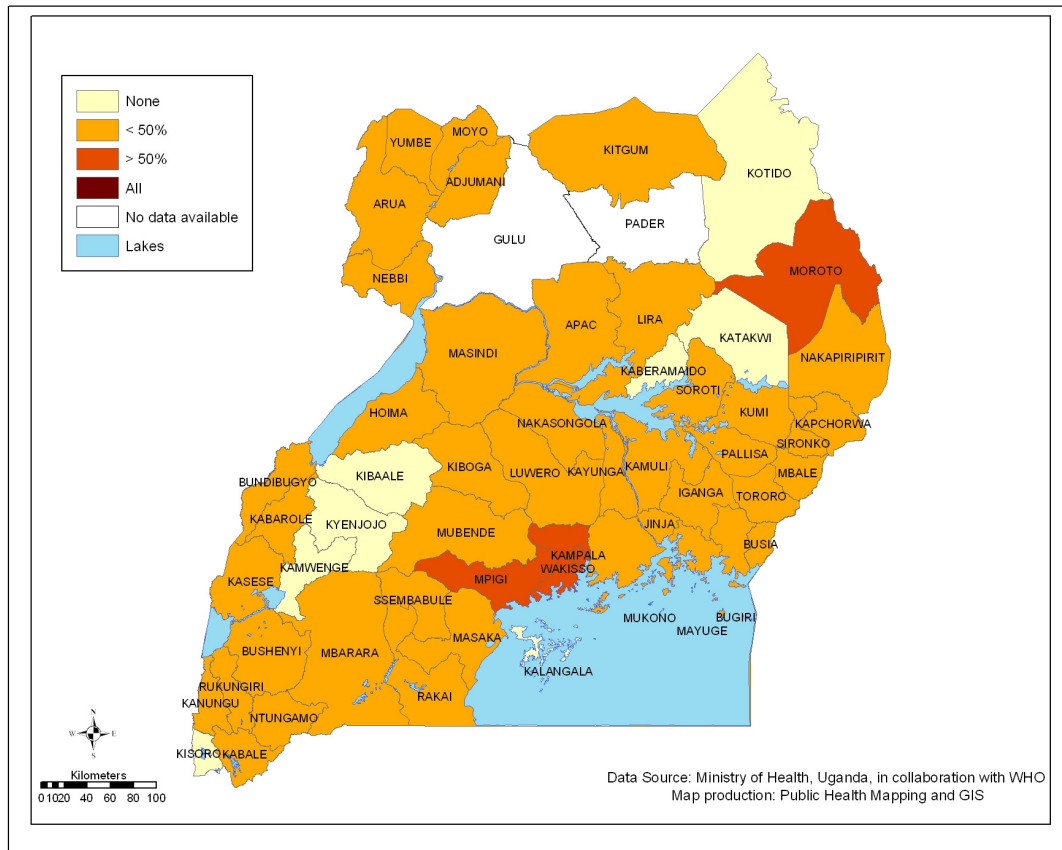 None
< 50%
> 50%
All
No data available
Lakes
YUMBE
MOYO
ADJUMANI
ARUA
NEBBI
GULU
KITGUM
PADER
KOTIDO
MOROTO
NAKAPIRIPIRIT
APAC
LIRA
KATAKWI
KABERAMAIDO
SOROTI
MASINDI
HOIMA
NAKASONGOLA
KUMI
KAPCHORWA
SIRONKO
PALLISA
MBALE
KIBAALE
KIBOGA
LUWERO
KAYUNGA
KAMULI
IGANGA
TORORO
BUNDIBUGYO
KABAROLE
KYENJOJO
MUBENDE
JINJA
BUSIA
KAMPALA
WAKISSO
KAMWENGE
KASESE
MPIGI
SSEMBABULE
MASAKA
MUKONO
MAYUGE
BUGIRI
BUSHENYI
MBARARA
KALANGALA
RUKUNGIRI
KANUNGU
NTUNGAMO
RAKAI
KISORO
KABALE
N
W
S
Kilometers
0 10 20 40 60 80 100
Data Source: Ministry of Health, Uganda, in collaboration with WHO
Map production: Public Health Mapping and GIS